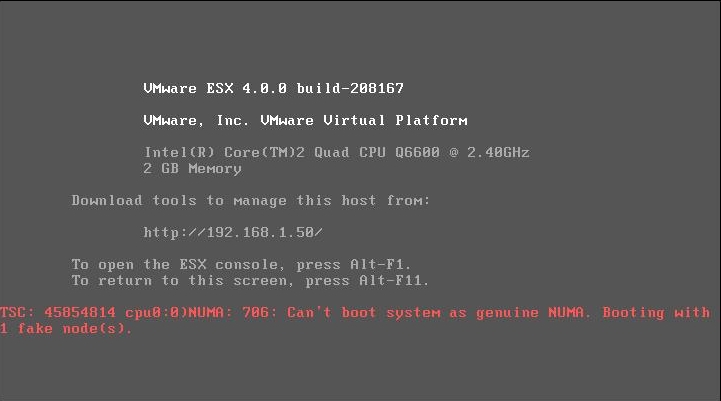 VMware ESX 4.0.0 build-208167
VMware, Inc. VMware Virtual Platform
Intel(R) Core(TM)2 Quad CPU Q6600 @ 2.40GHz
2 GB Memory
Download tools to manage this host from:
http://192.168.1.50/
To open the ESX console, press Alt-F1.
To return to this screen, press Alt-F11.
TSC: 45854814 cpu0:0)NUMA: 706: Can't boot system as genuine NUMA. Booting with
1 fake node(s).